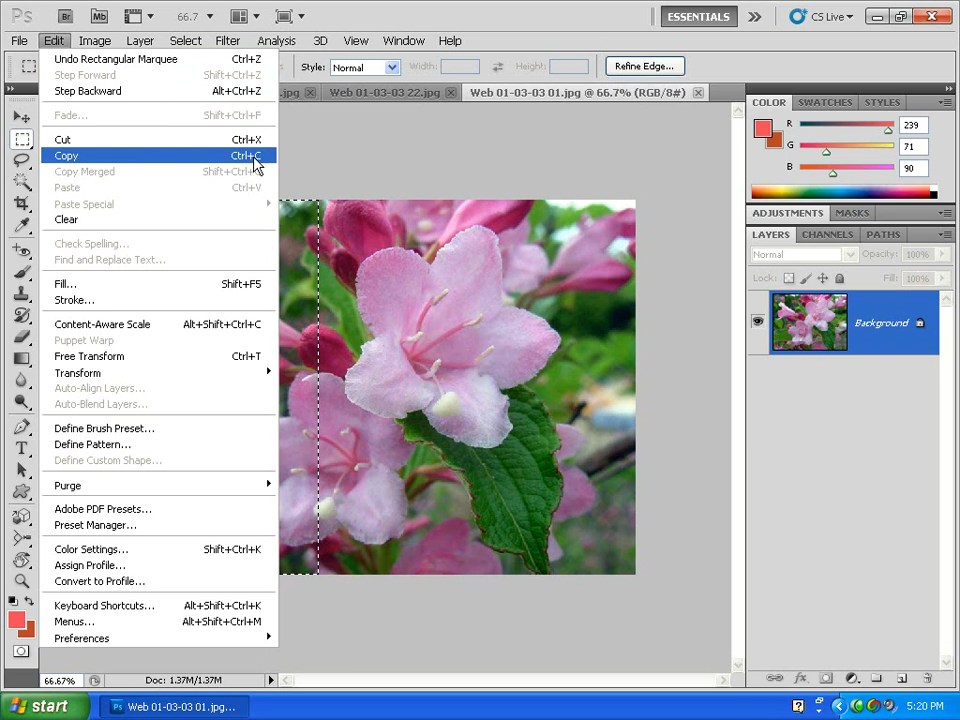 Ps Br Mb 66.7 ESSENTIALS CS Live
File Edit Image Layer Select Filter Analysis 3D View Window Help
Style: Normal Width: Height: Refine Edge...
.jpg Web 01-03-03 22.jpg Web 01-03-03 01.jpg @ 66.7% (RGB/8#)
Undo Rectangular Marquee Ctrl+Z
Step Forward Shift+Ctrl+Z
Step Backward Alt+Ctrl+Z
Fade... Shift+Ctrl+F
Cut Ctrl+X
Copy Ctrl+C
Copy Merged Shift+Ctrl+
Paste Ctrl+V
Paste Special
Clear
Check Spelling...
Find and Replace Text...
Fill... Shift+F5
Stroke...
Content-Aware Scale Alt+Shift+Ctrl+C
Puppet Warp
Free Transform Ctrl+T
Transform
Auto-Align Layers...
Auto-Blend Layers...
Define Brush Preset...
Define Pattern...
Define Custom Shape...
Purge
Adobe PDF Presets...
Preset Manager...
Color Settings... Shift+Ctrl+K
Assign Profile...
Convert to Profile...
Keyboard Shortcuts... Alt+Shift+Ctrl+K
Menus... Alt+Shift+Ctrl+M
Preferences
COLOR SWATCHES STYLES
R 239
G 71
B 90
ADJUSTMENTS MASKS
LAYERS CHANNELS PATHS
Normal Opacity: 100%
Lock: Fill: 100%
Background
66.67% Doc: 1.37M/1.37M
start Ps Web 01-03-03 01.jpg... 5:20 PM